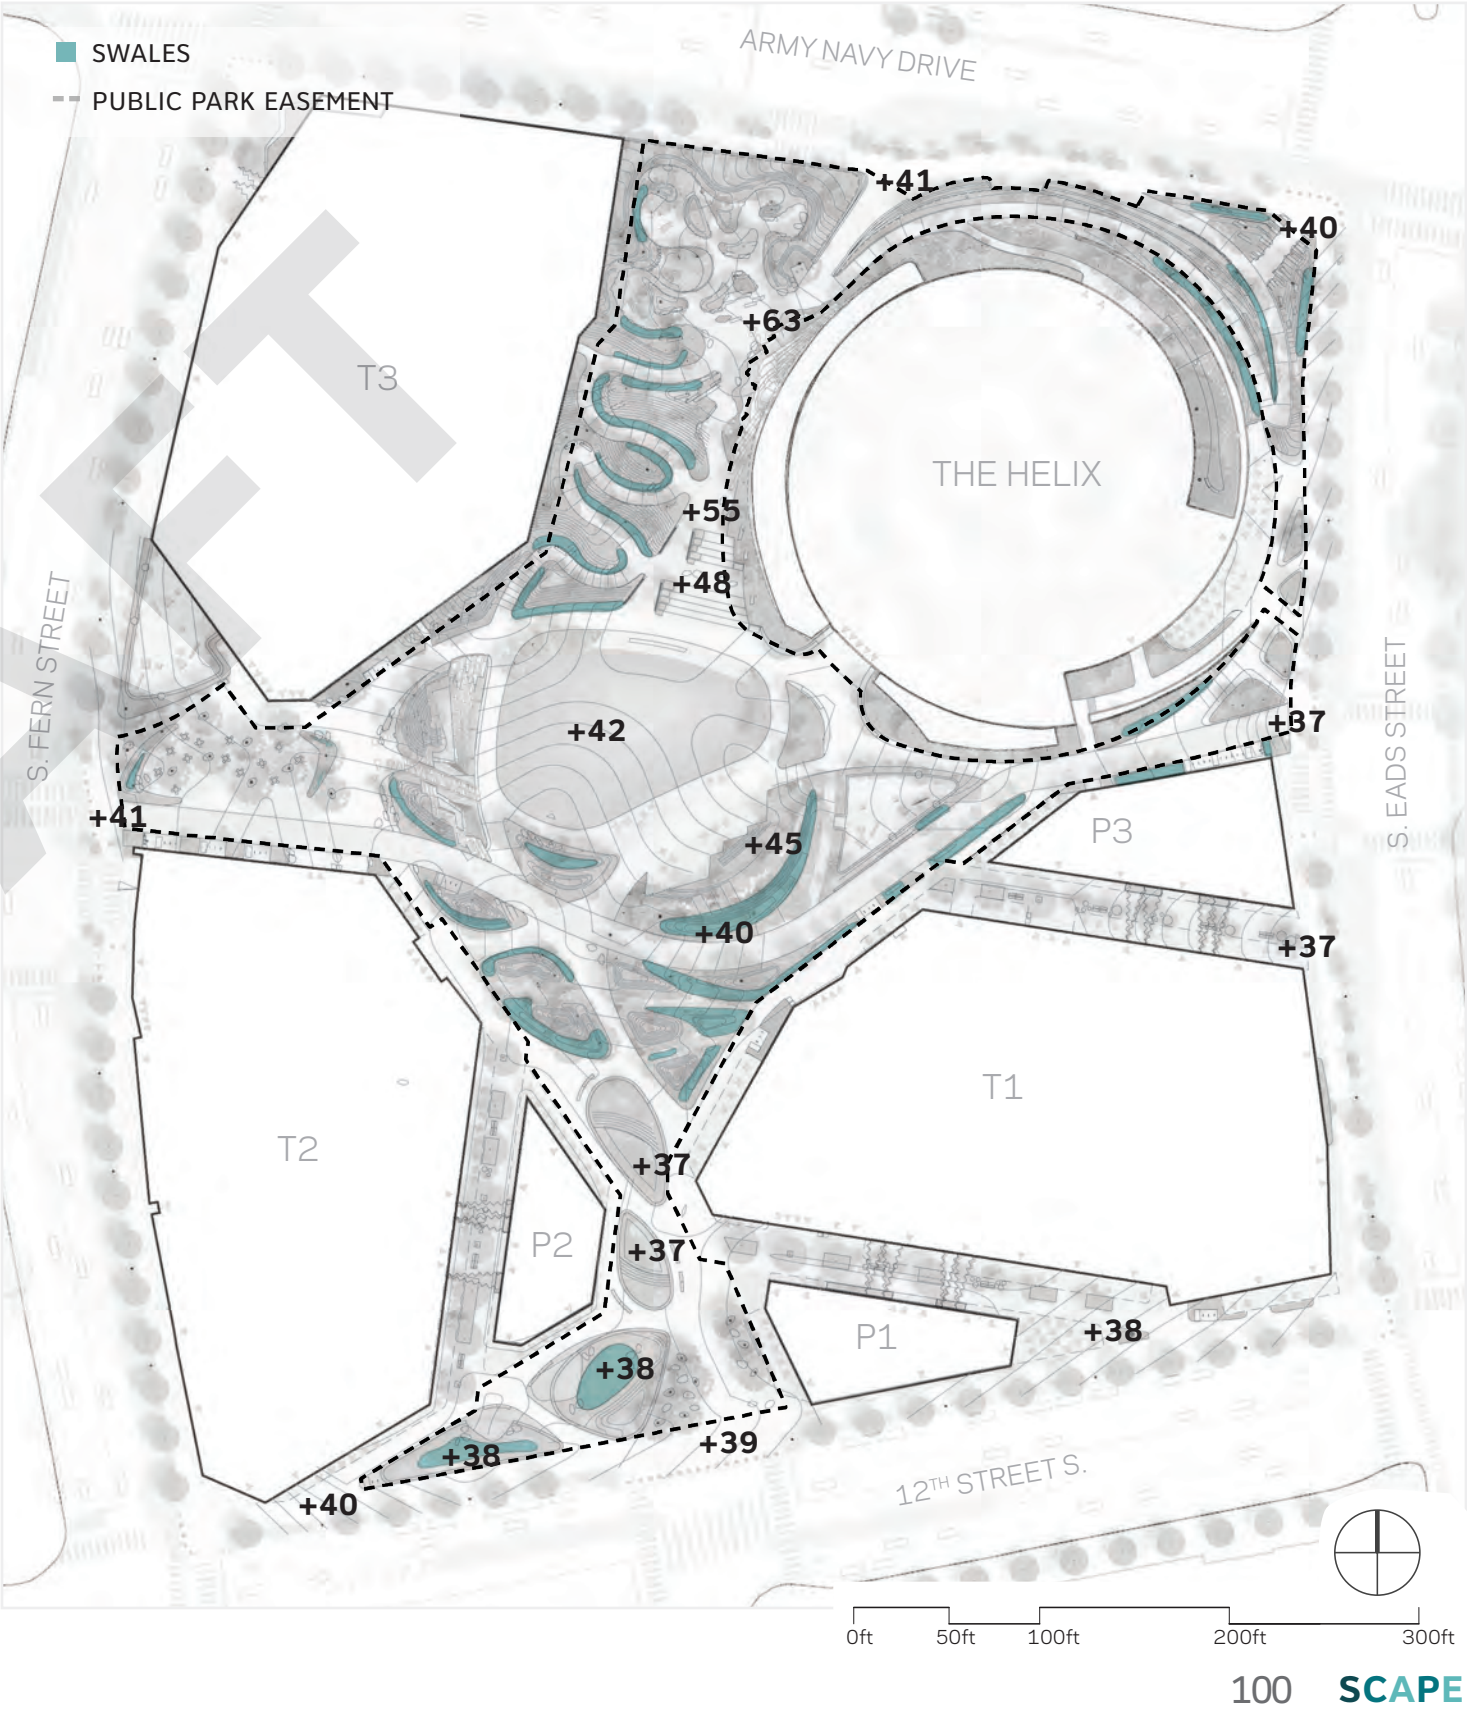 SWALES
PUBLIC PARK EASEMENT
ARMY NAVY DRIVE
+41
+40
+63
T3
THE HELIX
+55
+48
S. FERN STREET
S. EADS STREET
+42
+37
+41
P3
+45
+40
+37
T1
T2
+37
P2
+37
P1
+38
+38
+39
+38
12TH STREET S.
+40
0ft 50ft 100ft 200ft 300ft
100 SCAPE